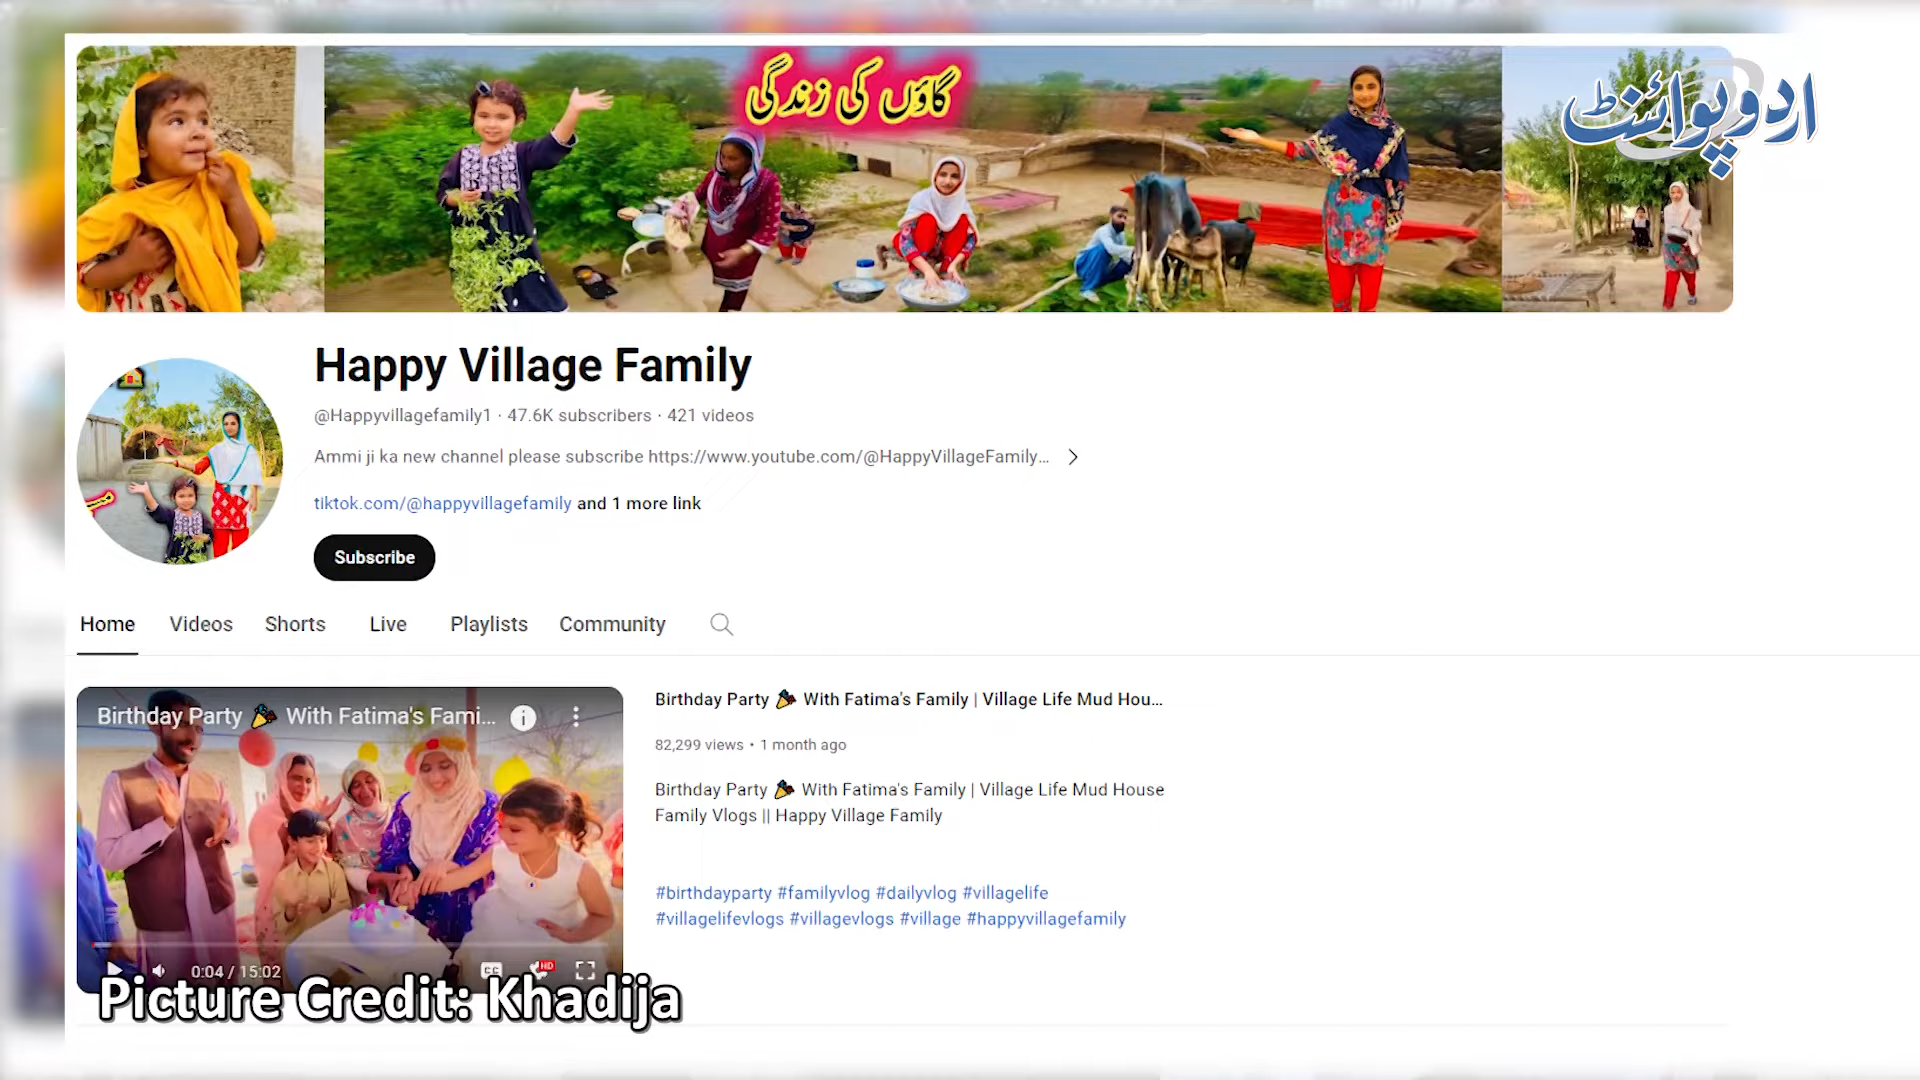 گاؤں کی زندگی
اردو پوائنٹ
Happy Village Family
@Happyvillagefamily1 · 47.6K subscribers · 421 videos
Ammi ji ka new channel please subscribe https://www.youtube.com/@HappyVillageFamily...
tiktok.com/@happyvillagefamily and 1 more link
Subscribe
Home Videos Shorts Live Playlists Community
Birthday Party 🎉 With Fatima's Fami...
Birthday Party 🎉 With Fatima's Family | Village Life Mud Hou...
82,299 views • 1 month ago
Birthday Party 🎉 With Fatima's Family | Village Life Mud House
Family Vlogs || Happy Village Family
#birthdayparty #familyvlog #dailyvlog #villagelife
#villagelifevlogs #villagevlogs #village #happyvillagefamily
0:04 / 15:02
CC
HD
Picture Credit: Khadija